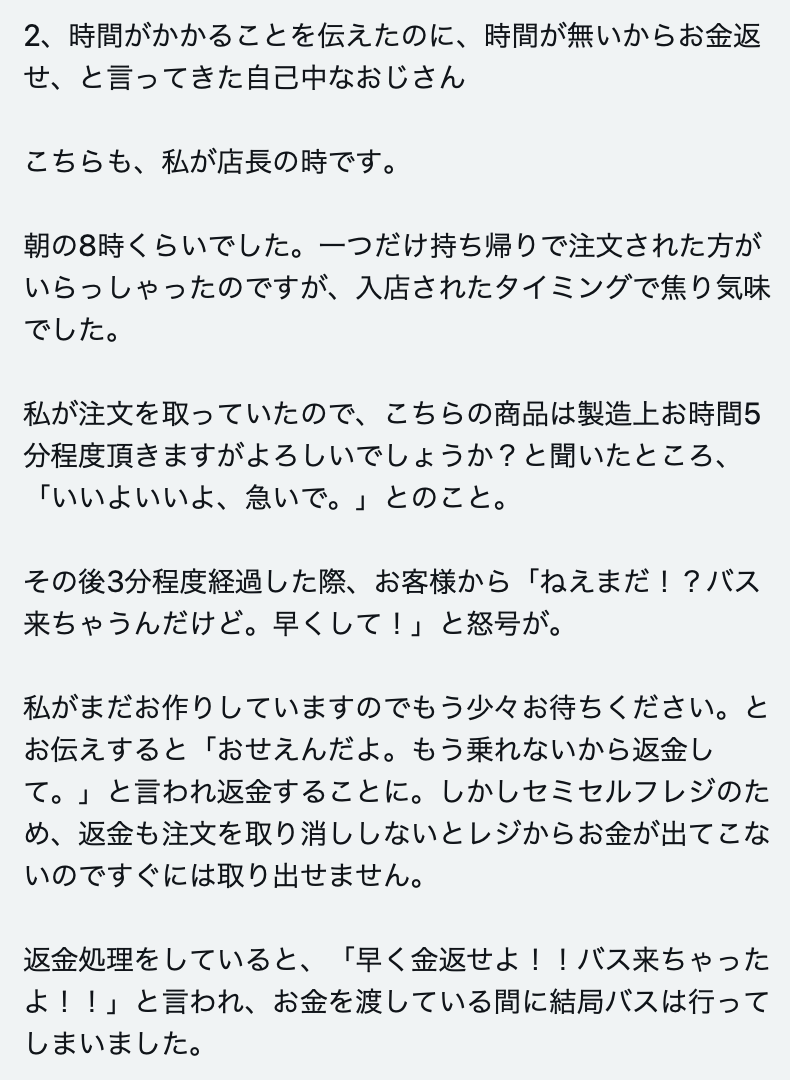 2、時間がかかることを伝えたのに、時間が無いからお金返
せ、と言ってきた自己中なおじさん
こちらも、私が店長の時です。
朝の8時くらいでした。一つだけ持ち帰りで注文された方が
いらっしゃったのですが、入店されたタイミングで焦り気味
でした。
私が注文を取っていたので、こちらの商品は製造上お時間5
分程度頂きますがよろしいでしょうか？と聞いたところ、
「いいよいいよ、急いで。」とのこと。
その後3分程度経過した際、お客様から「ねえまだ！？バス
来ちゃうんだけど。早くして！」と怒号が。
私がまだお作りしていますのでもう少々お待ちください。と
お伝えすると「おせえんだよ。もう乗れないから返金し
て。」と言われ返金することに。しかしセミセルフレジのた
め、返金も注文を取り消ししないとレジからお金が出てこな
いのですぐには取り出せません。
返金処理をしていると、「早く金返せよ！！バス来ちゃった
よ！！」と言われ、お金を渡している間に結局バスは行って
しまいました。